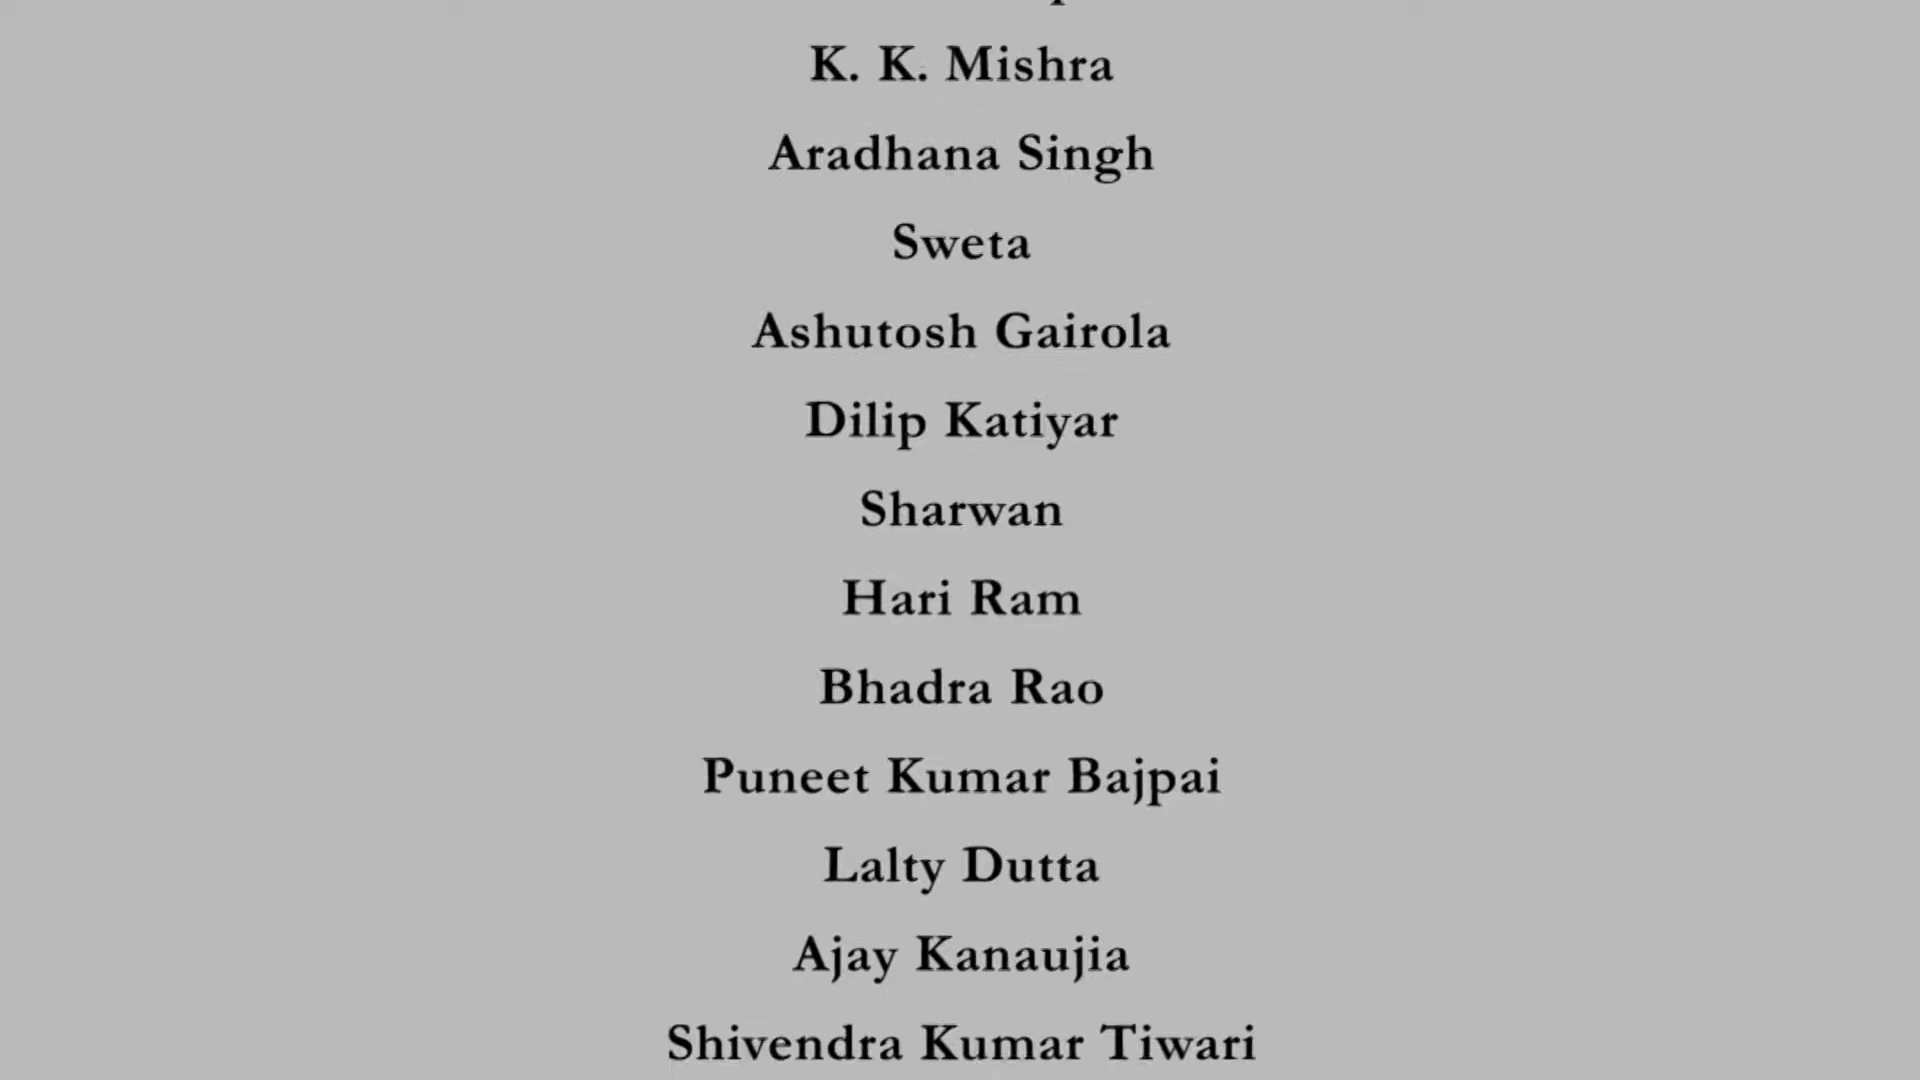 K. K. Mishra
Aradhana Singh
Sweta
Ashutosh Gairola
Dilip Katiyar
Sharwan
Hari Ram
Bhadra Rao
Puneet Kumar Bajpai
Lalty Dutta
Ajay Kanaujia
Shivendra Kumar Tiwari